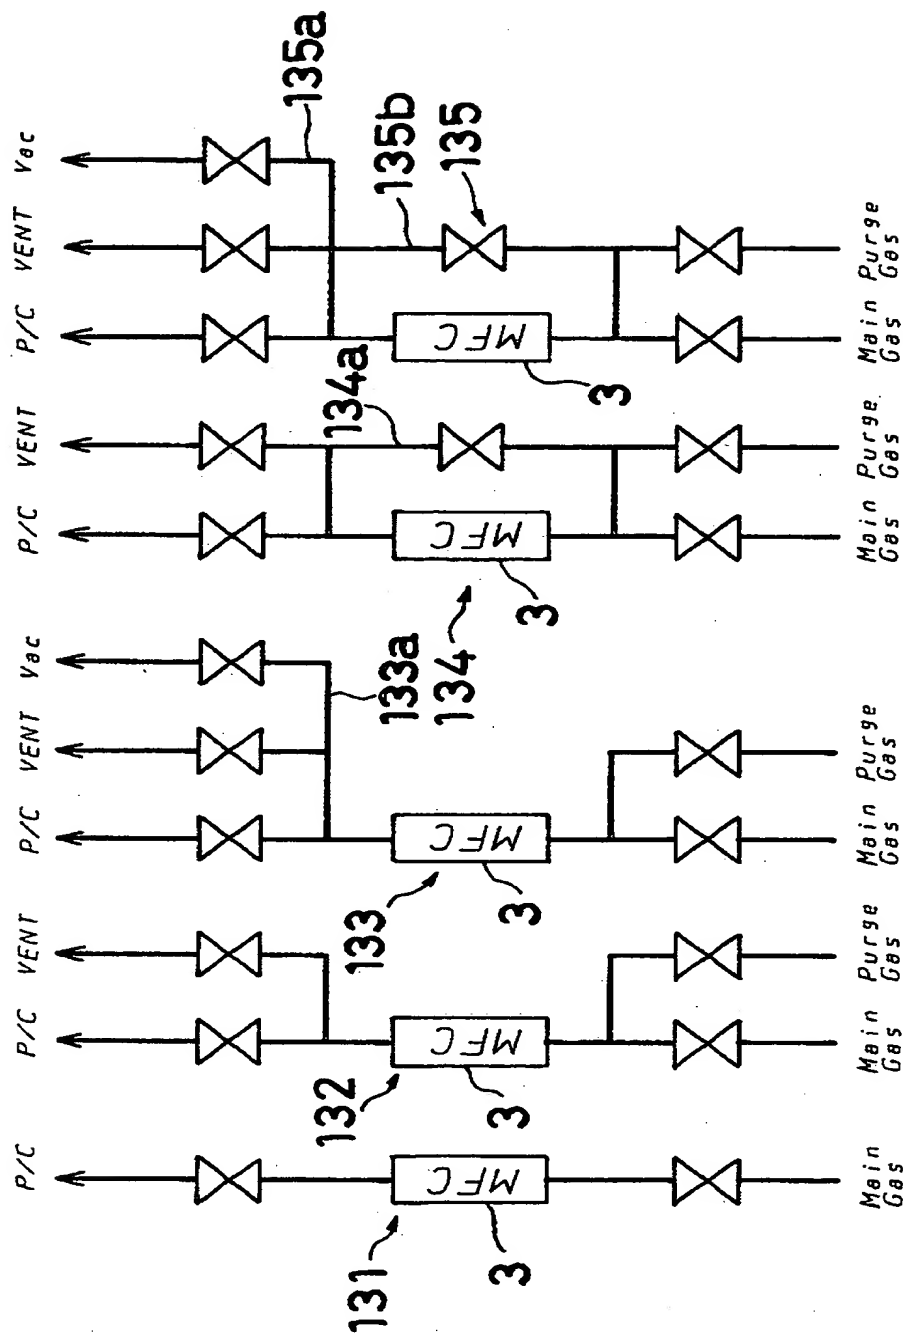 P/C
P/C VENT
P/C VENT Vac
P/C VENT
P/C VENT Vac
131
MFC
3
132
MFC
3
133
133a
MFC
3
134
134a
MFC
3
135a
135b
135
MFC
3
Main
Gas
Main Purge
Gas Gas
Main Purge
Gas Gas
Main Purge
Gas Gas
Main Purge
Gas Gas